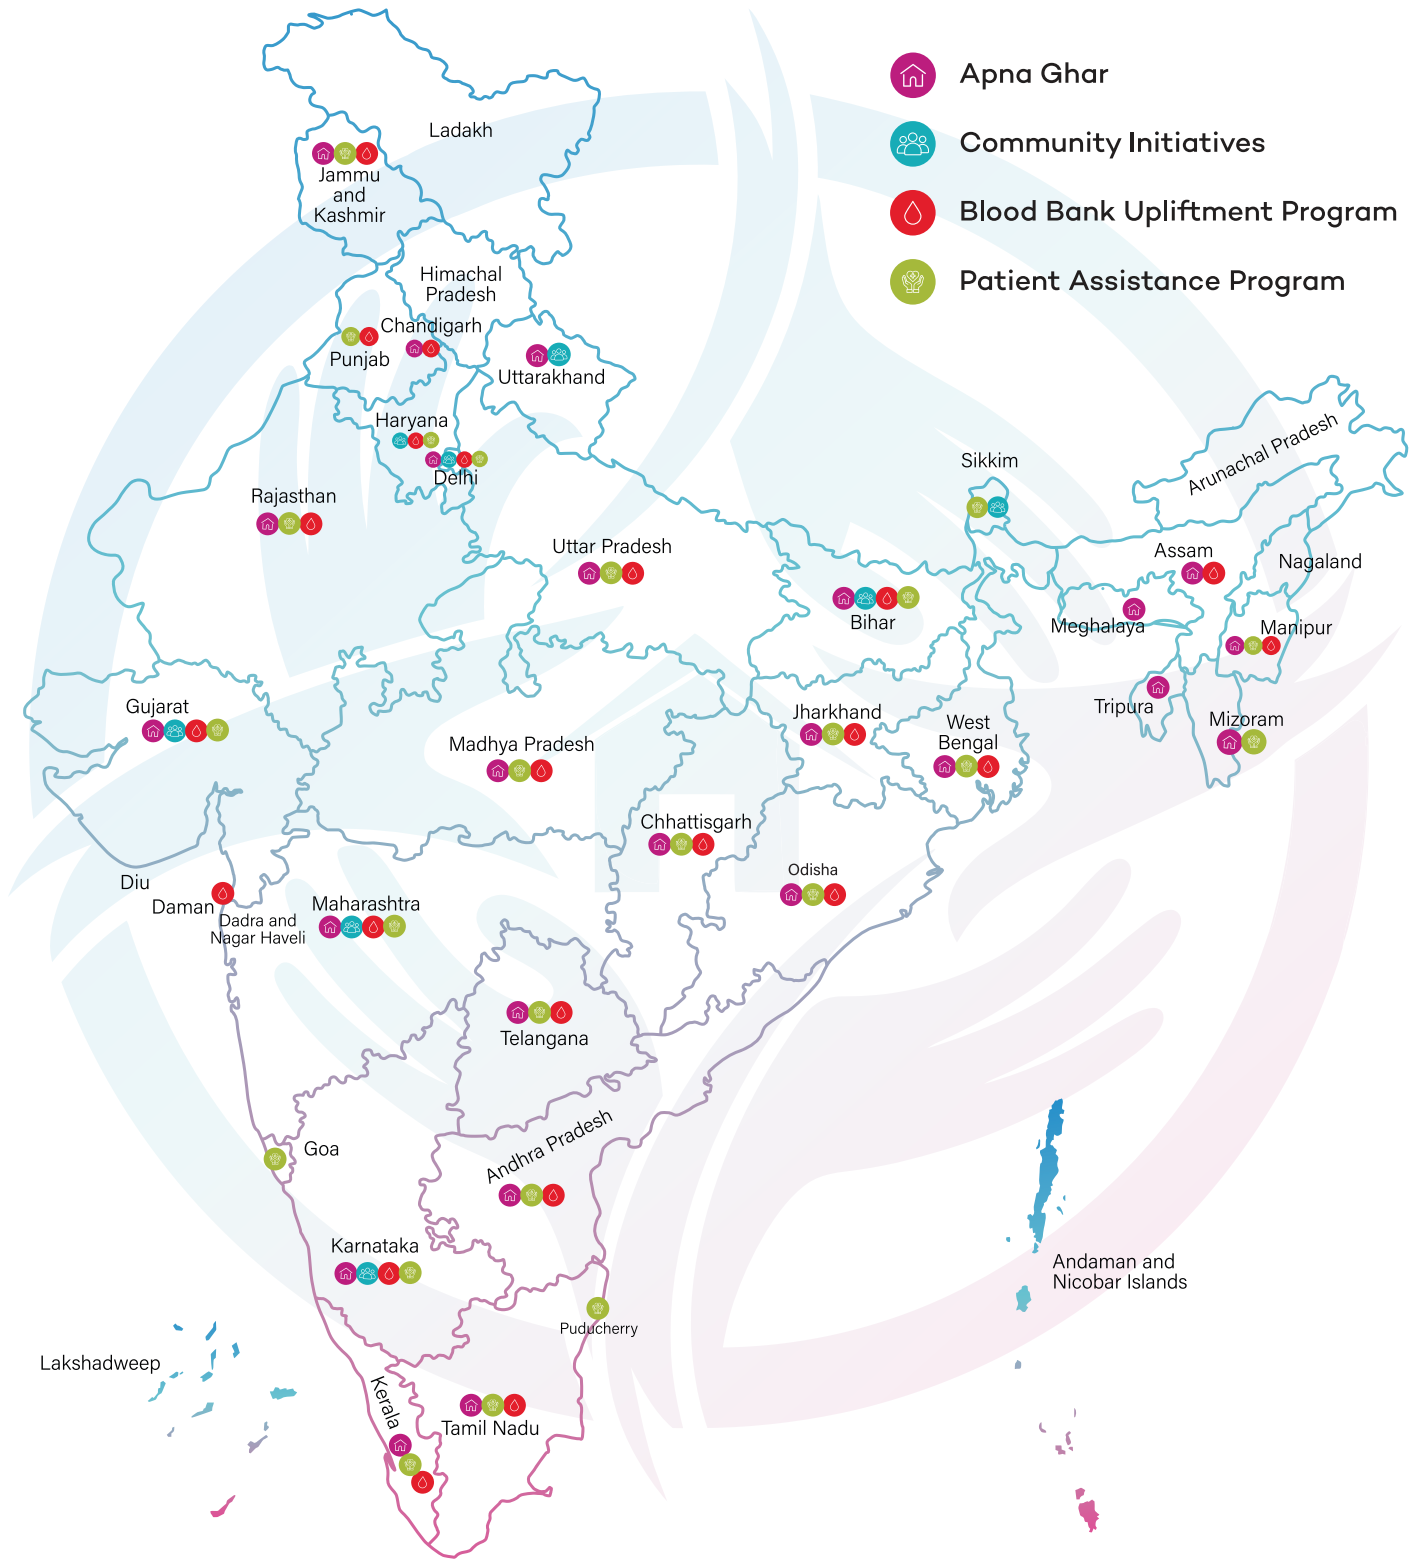 Apna Ghar
Community Initiatives
Blood Bank Upliftment Program
Patient Assistance Program
Ladakh
Jammu
and
Kashmir
Himachal
Pradesh
Chandigarh
Punjab
Uttarakhand
Haryana
Delhi
Rajasthan
Uttar Pradesh
Bihar
Sikkim
Arunachal Pradesh
Assam
Nagaland
Meghalaya
Manipur
Tripura
Mizoram
Gujarat
Madhya Pradesh
Jharkhand
West
Bengal
Chhattisgarh
Odisha
Diu
Daman
Dadra and
Nagar Haveli
Maharashtra
Telangana
Andhra Pradesh
Goa
Karnataka
Puducherry
Andaman and
Nicobar Islands
Lakshadweep
Kerala
Tamil Nadu